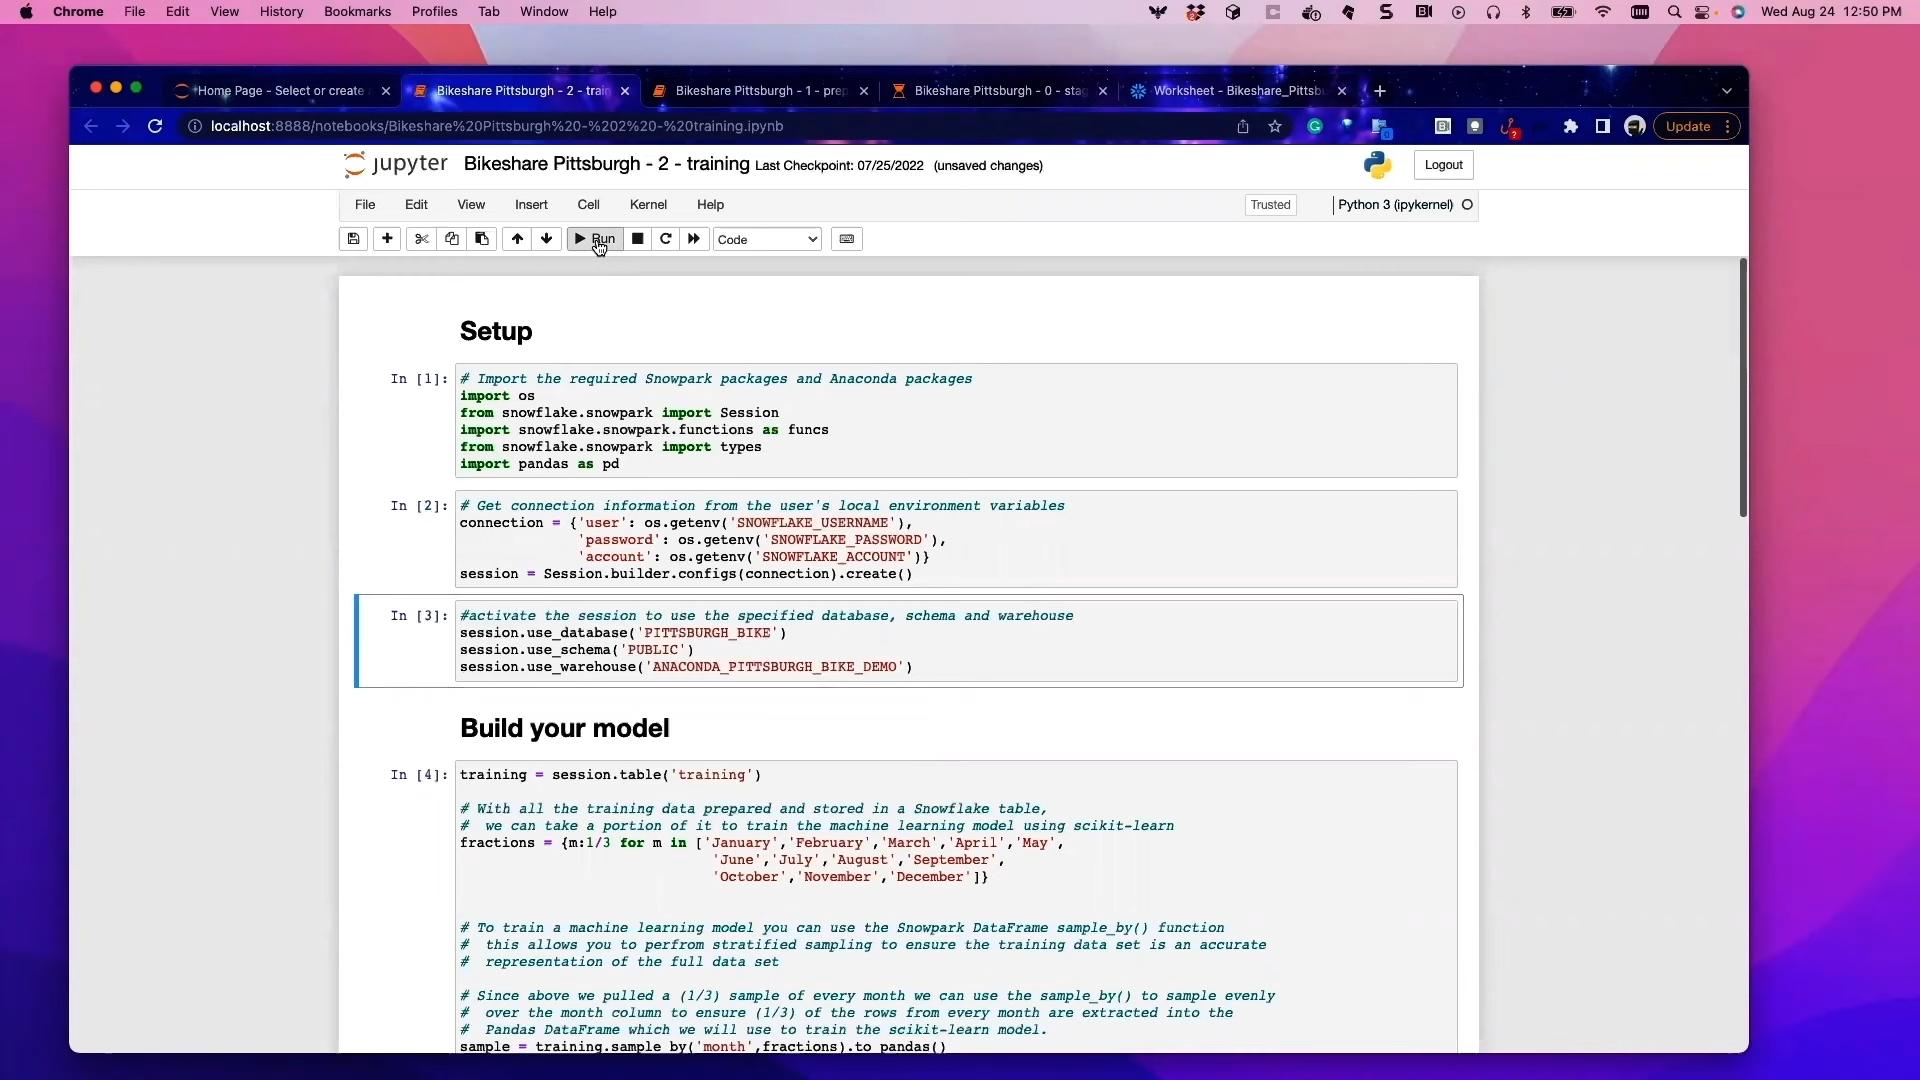 Chrome File Edit View History Bookmarks Profiles Tab Window Help
Wed Aug 24 12:50 PM
Home Page - Select or create
Bikeshare Pittsburgh - 2 - train
Bikeshare Pittsburgh - 1 - prep
Bikeshare Pittsburgh - 0 - stag
Worksheet - Bikeshare_Pittsbu
localhost:8888/notebooks/Bikeshare%20Pittsburgh%20-%202%20-%20training.ipynb
Update
jupyter Bikeshare Pittsburgh - 2 - training Last Checkpoint: 07/25/2022 (unsaved changes)
Logout
File Edit View Insert Cell Kernel Help
Trusted
Python 3 (ipykernel)
Run
Code
Setup
In [1]: # Import the required Snowpark packages and Anaconda packages
import os
from snowflake.snowpark import Session
import snowflake.snowpark.functions as funcs
from snowflake.snowpark import types
import pandas as pd
In [2]: # Get connection information from the user's local environment variables
connection = {'user': os.getenv('SNOWFLAKE_USERNAME'),
'password': os.getenv('SNOWFLAKE_PASSWORD'),
'account': os.getenv('SNOWFLAKE_ACCOUNT')}
session = Session.builder.configs(connection).create()
In [3]: #activate the session to use the specified database, schema and warehouse
session.use_database('PITTSBURGH_BIKE')
session.use_schema('PUBLIC')
session.use_warehouse('ANACONDA_PITTSBURGH_BIKE_DEMO')
Build your model
In [4]: training = session.table('training')
# With all the training data prepared and stored in a Snowflake table,
# we can take a portion of it to train the machine learning model using scikit-learn
fractions = {m:1/3 for m in ['January','February','March','April','May',
'June','July','August','September',
'October','November','December']}
# To train a machine learning model you can use the Snowpark DataFrame sample_by() function
# this allows you to perfrom stratified sampling to ensure the training data set is an accurate
# representation of the full data set
# Since above we pulled a (1/3) sample of every month we can use the sample_by() to sample evenly
# over the month column to ensure (1/3) of the rows from every month are extracted into the
# Pandas DataFrame which we will use to train the scikit-learn model.
sample = training.sample_by('month',fractions).to_pandas()